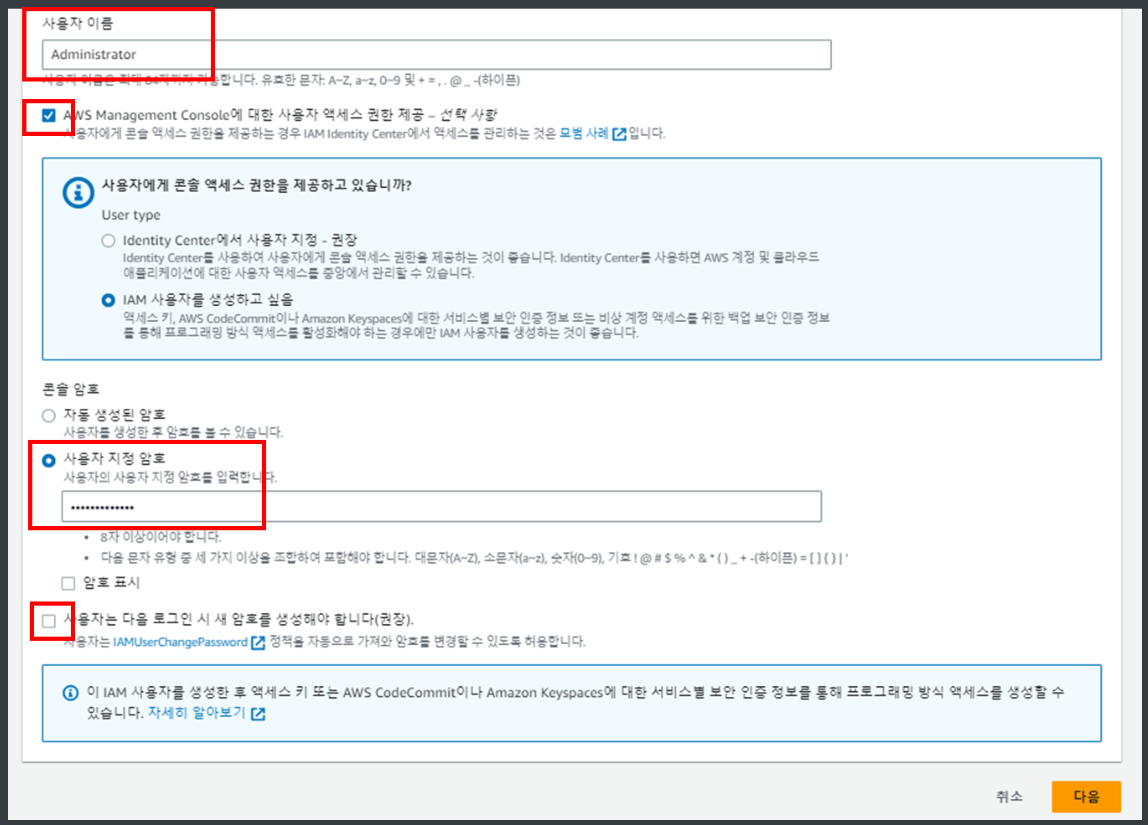 사용자 이름
Administrator
사용자 이름은 최대 64자까지 가능합니다. 유효한 문자: A~Z, a~z, 0~9 및 + = , . @ _ -(하이픈)
AWS Management Console에 대한 사용자 액세스 권한 제공 – 선택 사항
사용자에게 콘솔 액세스 권한을 제공하는 경우 IAM Identity Center에서 액세스를 관리하는 것은 모범 사례입니다.
사용자에게 콘솔 액세스 권한을 제공하고 있습니까?
User type
Identity Center에서 사용자 지정 - 권장
Identity Center를 사용하여 사용자에게 콘솔 액세스 권한을 제공하는 것이 좋습니다. Identity Center를 사용하면 AWS 계정 및 클라우드
애플리케이션에 대한 사용자 액세스를 중앙에서 관리할 수 있습니다.
IAM 사용자를 생성하고 싶음
액세스 키, AWS CodeCommit이나 Amazon Keyspaces에 대한 서비스별 보안 인증 정보 또는 비상 계정 액세스를 위한 백업 보안 인증 정보
를 통해 프로그래밍 방식 액세스를 활성화해야 하는 경우에만 IAM 사용자를 생성하는 것이 좋습니다.
콘솔 암호
자동 생성된 암호
사용자를 생성한 후 암호를 볼 수 있습니다.
사용자 지정 암호
사용자의 사용자 지정 암호를 입력합니다.
•••••••••••••
• 8자 이상이어야 합니다.
• 다음 문자 유형 중 세 가지 이상을 조합하여 포함해야 합니다. 대문자(A~Z), 소문자(a~z), 숫자(0~9), 기호 ! @ # $ % ^ & * ( ) _ + -(하이픈) = [ ] { } | '
암호 표시
사용자는 다음 로그인 시 새 암호를 생성해야 합니다(권장).
사용자는 IAMUserChangePassword 정책을 자동으로 가져와 암호를 변경할 수 있도록 허용합니다.
이 IAM 사용자를 생성한 후 액세스 키 또는 AWS CodeCommit이나 Amazon Keyspaces에 대한 서비스별 보안 인증 정보를 통해 프로그래밍 방식 액세스를 생성할 수
있습니다. 자세히 알아보기
취소
다음